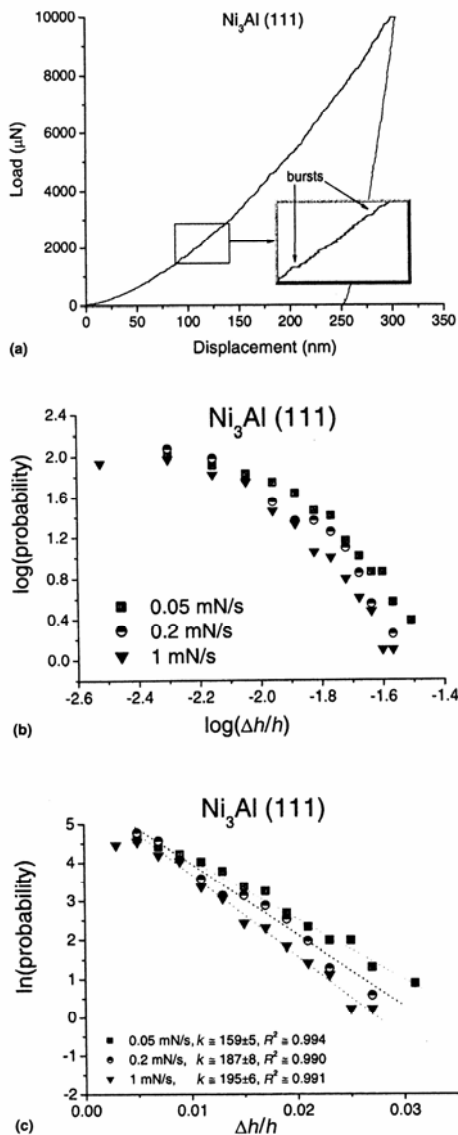 Ni3Al (111)
10000
8000
6000
4000
2000
0
Load (μN)
bursts
0 50 100 150 200 250 300 350
Displacement (nm)
(a)
Ni3Al (111)
2.4
2.0
1.6
1.2
0.8
0.4
0.0
log(probability)
0.05 mN/s
0.2 mN/s
1 mN/s
-2.6 -2.4 -2.2 -2.0 -1.8 -1.6 -1.4
log(Δh/h)
(b)
Ni3Al (111)
5
4
3
2
1
0
-1
-2
ln(probability)
0.05 mN/s, k ≅ 159±5, R² ≅ 0.994
0.2 mN/s, k ≅ 187±8, R² ≅ 0.990
1 mN/s, k ≅ 195±6, R² ≅ 0.991
0.00 0.01 0.02 0.03
Δh/h
(c)